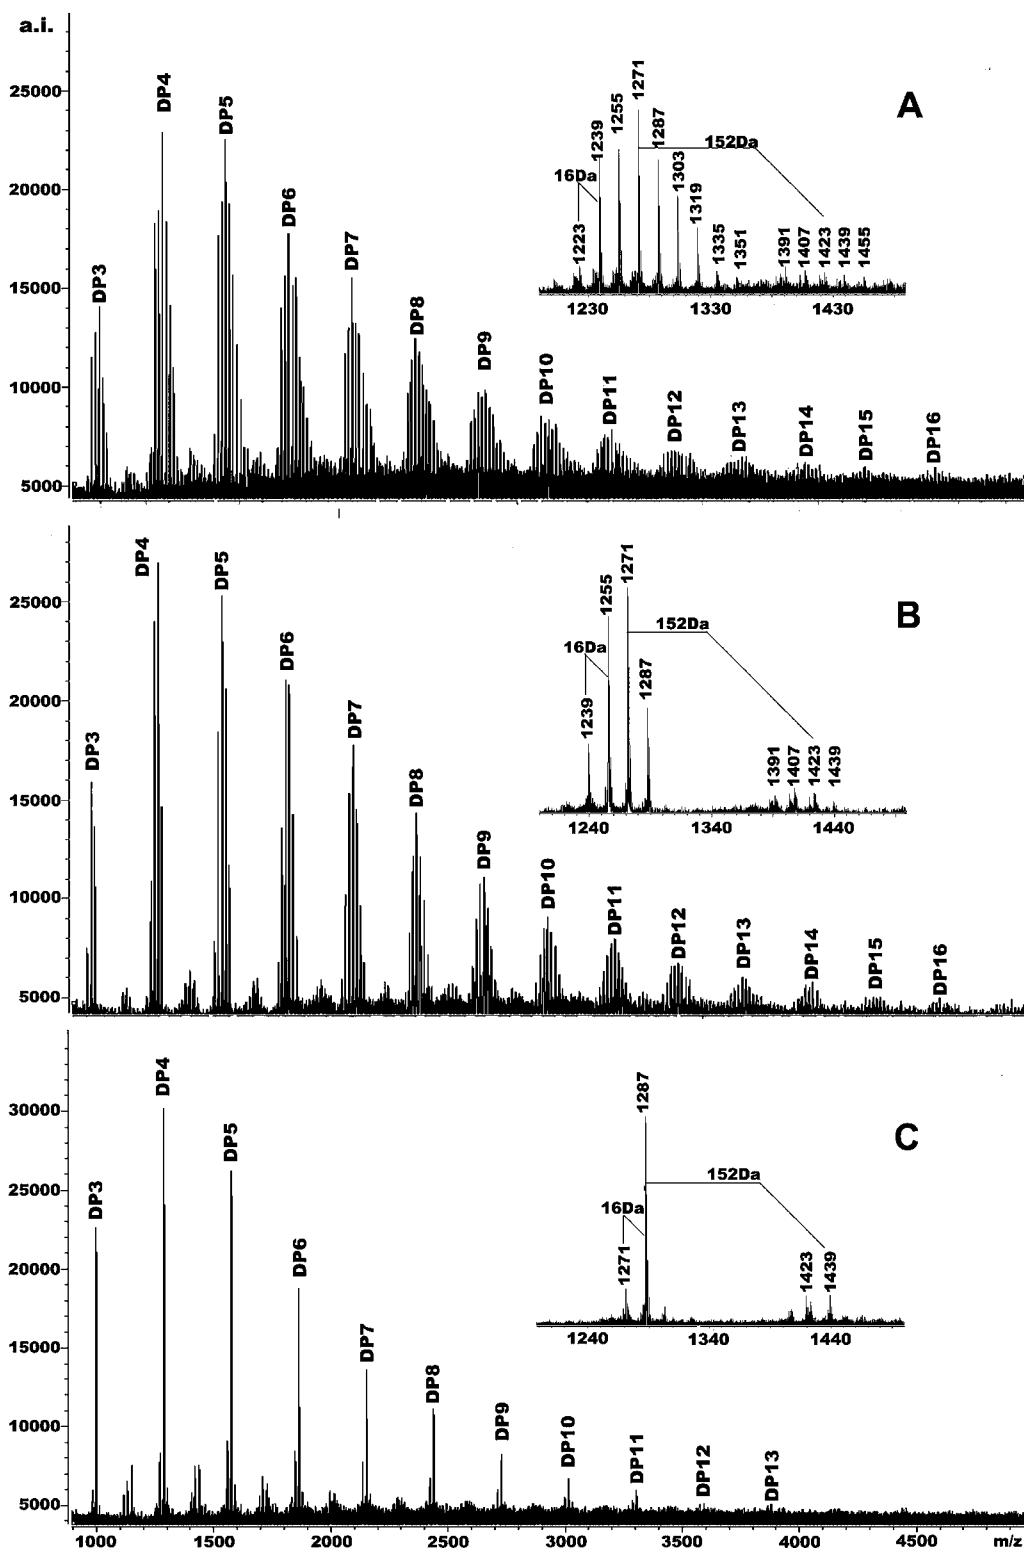 a.i.
A
25000
20000
15000
10000
5000
DP3
DP4
DP5
DP6
DP7
DP8
DP9
DP10
DP11
DP12
DP13
DP14
DP15
DP16
16Da
152Da
1223
1239
1255
1271
1287
1303
1319
1335
1351
1391
1407
1423
1439
1455
1230
1330
1430
B
25000
20000
15000
10000
5000
DP3
DP4
DP5
DP6
DP7
DP8
DP9
DP10
DP11
DP12
DP13
DP14
DP15
DP16
16Da
152Da
1239
1255
1271
1287
1391
1407
1423
1439
1240
1340
1440
C
30000
25000
20000
15000
10000
5000
DP3
DP4
DP5
DP6
DP7
DP8
DP9
DP10
DP11
DP12
DP13
16Da
152Da
1271
1287
1423
1439
1240
1340
1440
1000 1500 2000 2500 3000 3500 4000 4500 m/z